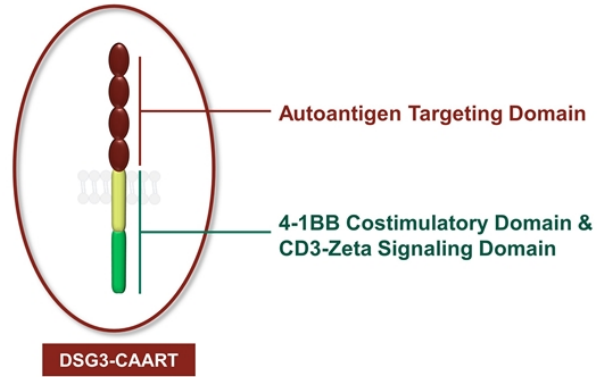 Autoantigen Targeting Domain
4-1BB Costimulatory Domain &
CD3-Zeta Signaling Domain
DSG3-CAART